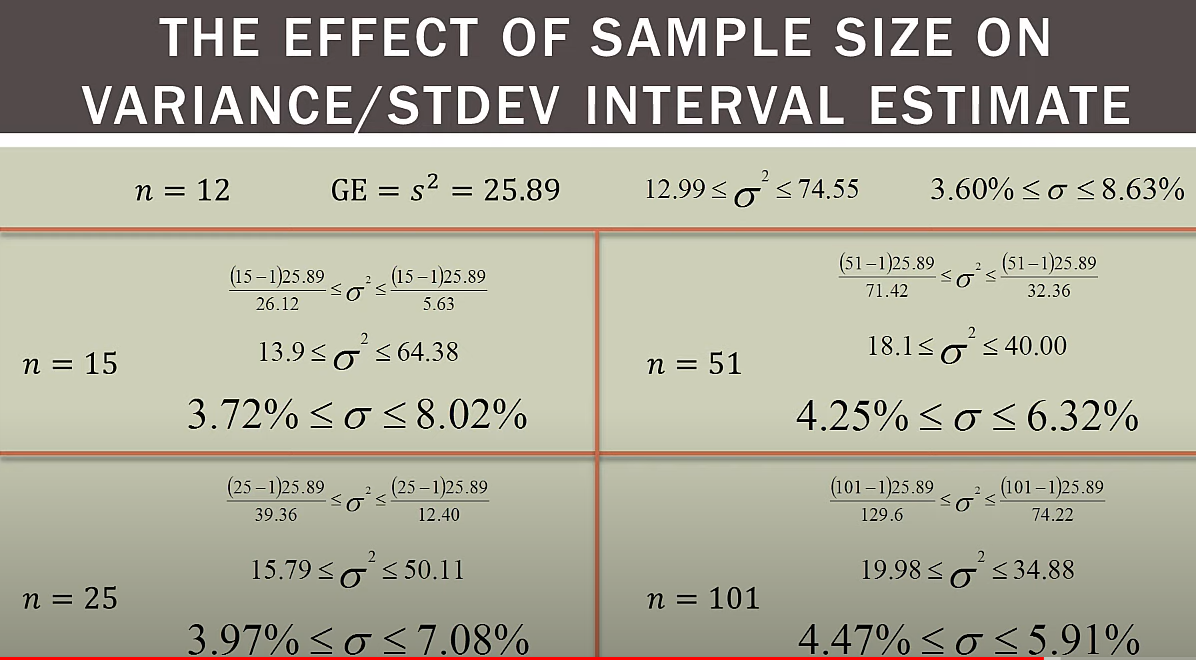 THE EFFECT OF SAMPLE SIZE ON
VARIANCE/STDEV INTERVAL ESTIMATE
n = 12 GE = s² = 25.89 12.99 ≤ σ² ≤ 74.55 3.60% ≤ σ ≤ 8.63%
(15−1)25.89/26.12 ≤ σ² ≤ (15−1)25.89/5.63
13.9 ≤ σ² ≤ 64.38
n = 15
3.72% ≤ σ ≤ 8.02%
(51−1)25.89/71.42 ≤ σ² ≤ (51−1)25.89/32.36
18.1 ≤ σ² ≤ 40.00
n = 51
4.25% ≤ σ ≤ 6.32%
(25−1)25.89/39.36 ≤ σ² ≤ (25−1)25.89/12.40
15.79 ≤ σ² ≤ 50.11
n = 25
3.97% ≤ σ ≤ 7.08%
(101−1)25.89/129.6 ≤ σ² ≤ (101−1)25.89/74.22
19.98 ≤ σ² ≤ 34.88
n = 101
4.47% ≤ σ ≤ 5.91%